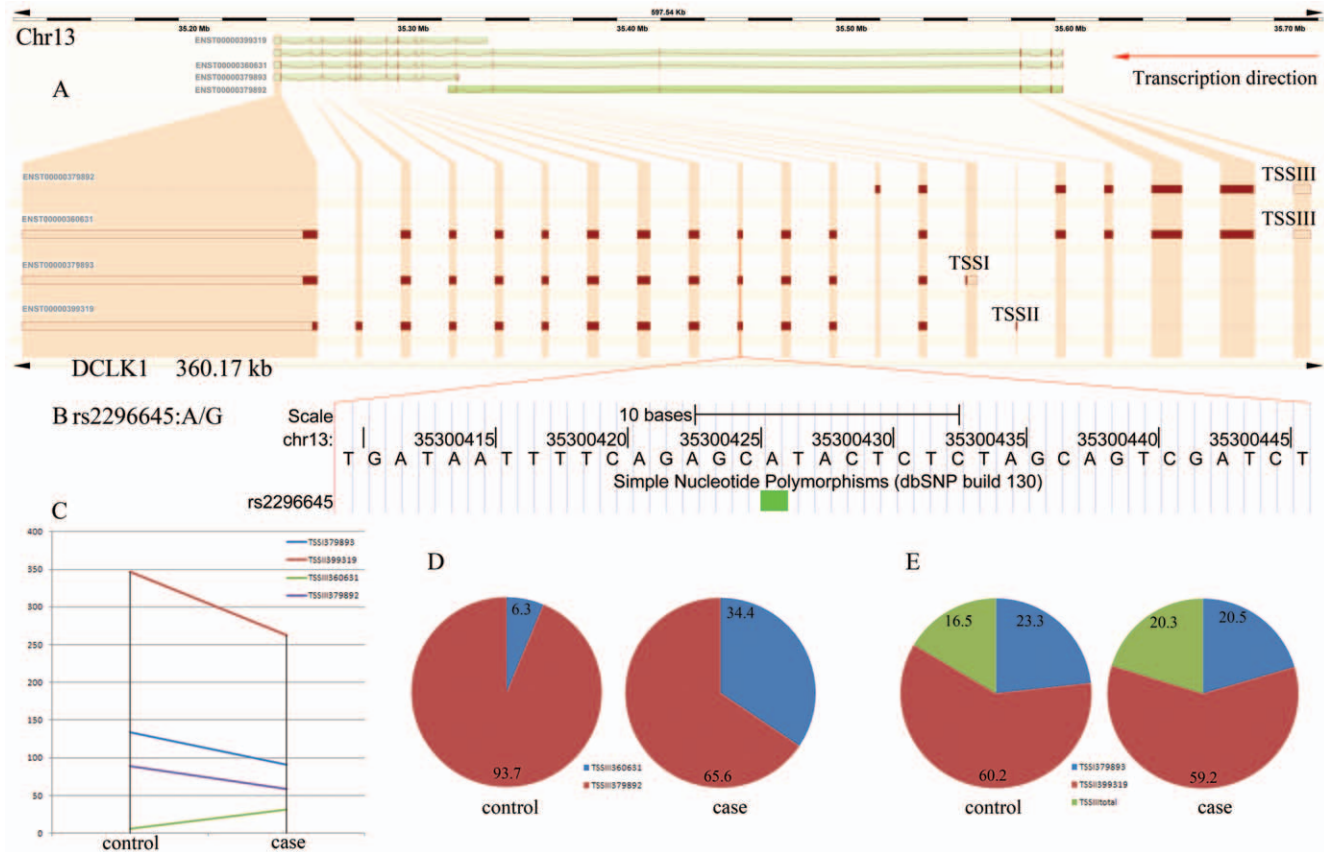 597.54 Kb
35.20 Mb 35.30 Mb 35.40 Mb 35.50 Mb 35.60 Mb 35.70 Mb
Chr13
ENST00000399319
ENST00000360631
ENST00000379893
ENST00000379892
Transcription direction
A
ENST00000379892
TSSIII
ENST00000360631
TSSIII
ENST00000379893
TSSI
ENST00000399319
TSSII
DCLK1 360.17 kb
B rs2296645:A/G
Scale 10 bases
chr13: 35300415 35300420 35300425 35300430 35300435 35300440 35300445
T G A T A A T T T T C A G A G C A T A C T C T C T A G C A G T C G A T C T
Simple Nucleotide Polymorphisms (dbSNP build 130)
rs2296645
C
400
350
300
250
200
150
100
50
0
control case
TSSI379893
TSSII399319
TSSIII360631
TSSIII379892
D
6.3
93.7
control
34.4
65.6
case
TSSIII360631
TSSIII379892
E
16.5 23.3
60.2
control
20.3 20.5
59.2
case
TSSI379893
TSSII399319
TSSIIItotal